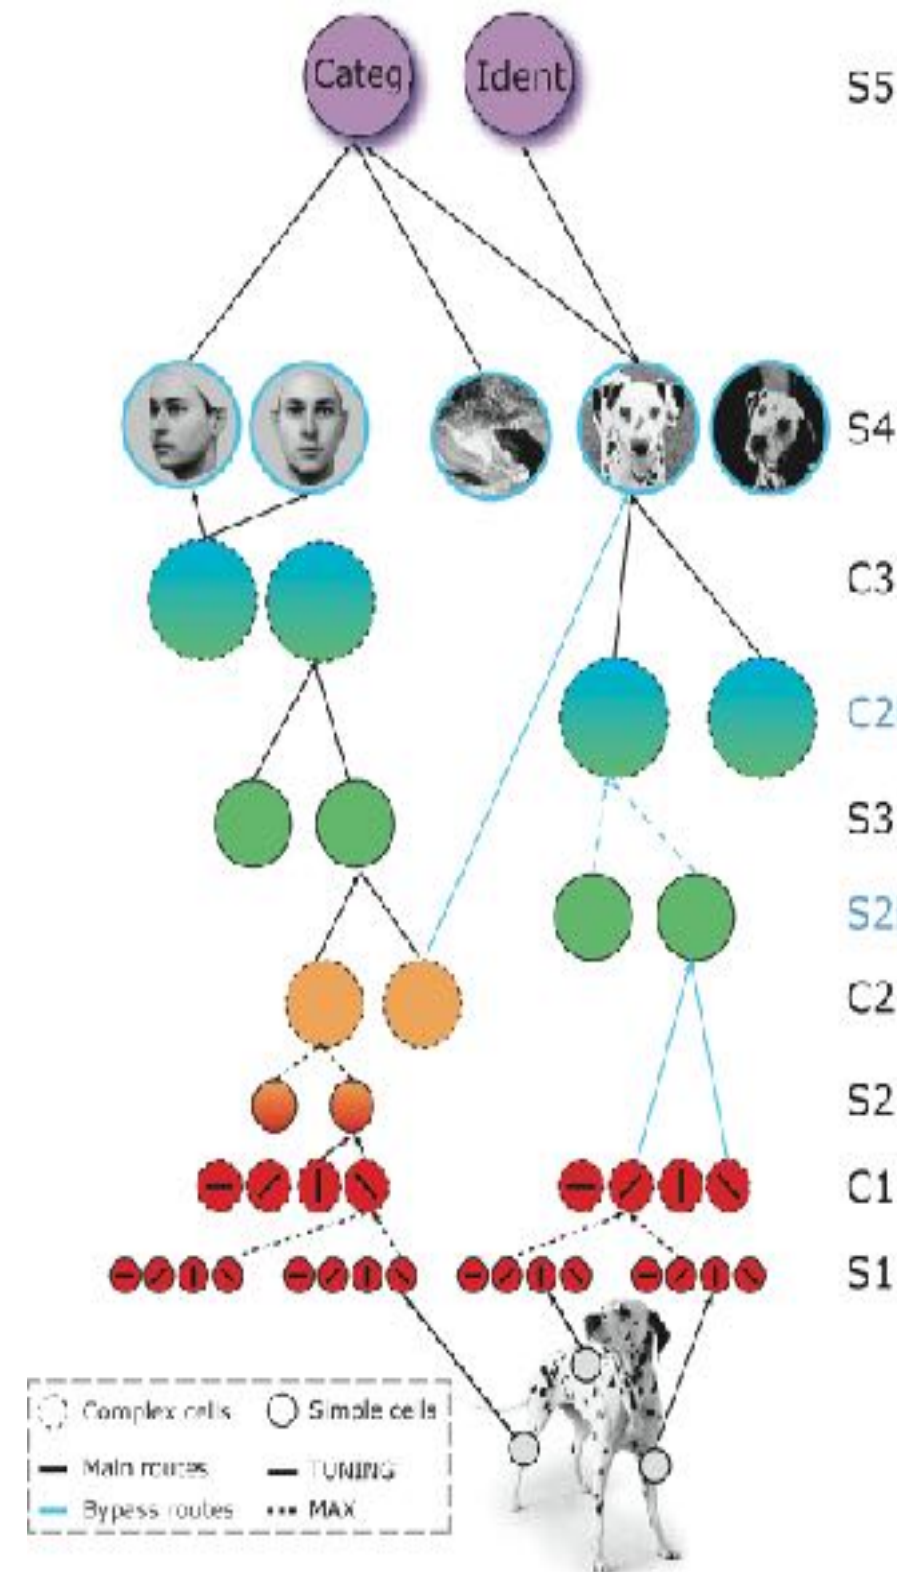 Categ Ident S5
S4
C3
C2
S3
S2
C2
S2
C1
S1
Complex cells Simple cells
Main routes TUNING
Bypass routes MAX